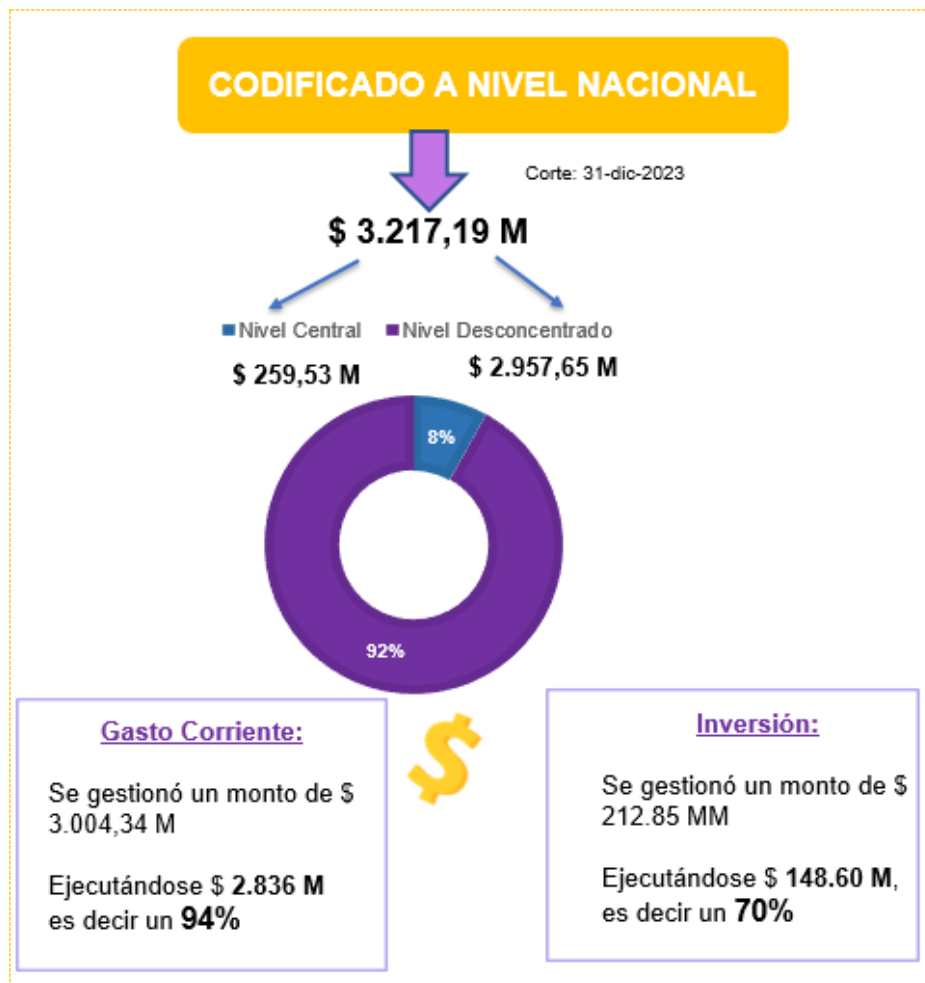 CODIFICADO A NIVEL NACIONAL
Corte: 31-dic-2023
$ 3.217,19 M
Nivel Central
Nivel Desconcentrado
$ 259,53 M
$ 2.957,65 M
8%
92%
Gasto Corriente:
Se gestionó un monto de $
3.004,34 M
Ejecutándose $ 2.836 M
es decir un 94%
Inversión:
Se gestionó un monto de $
212.85 MM
Ejecutándose $ 148.60 M,
es decir un 70%